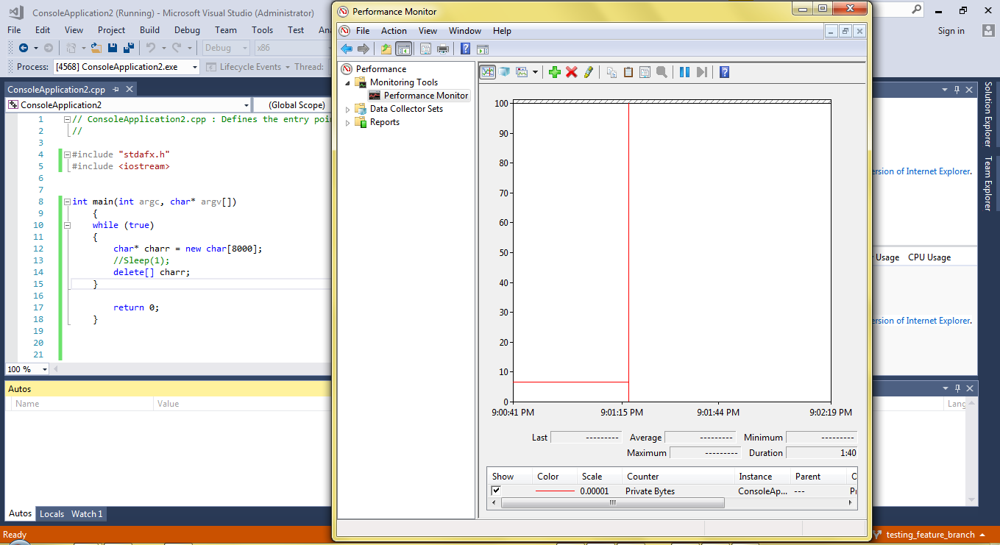 ConsoleApplication2 (Running) - Microsoft Visual Studio (Administrator)
File Edit View Project Build Debug Team Tools Test
Sign in
Debug x86
Process: [4568] ConsoleApplication2.exe Lifecycle Events Thread:
ConsoleApplication2.cpp
ConsoleApplication2 (Global Scope)
1 // ConsoleApplication2.cpp : Defines the entry
2 //
3
4 #include "stdafx.h"
5 #include <iostream>
6
7
8 int main(int argc, char* argv[])
9 {
10 while (true)
11 {
12 char* charr = new char[8000];
13 //Sleep(1);
14 delete[] charr;
15 }
16
17 return 0;
18 }
19
20
21
100 %
Autos
Name Value
Autos Locals Watch 1
Ready
Performance Monitor
File Action View Window Help
Performance
Monitoring Tools
Performance Monitor
Data Collector Sets
Reports
100
90
80
70
60
50
40
30
20
10
0
9:00:41 PM 9:01:15 PM 9:01:44 PM 9:02:19 PM
Last --------- Average --------- Minimum ---------
Maximum --------- Duration 1:40
Show Color Scale Counter Instance Parent
0.00001 Private Bytes ConsoleAp... ---
Solution Explorer
Team Explorer
of Internet Explorer.
Usage CPU Usage
of Internet Explorer.
testing_feature_branch